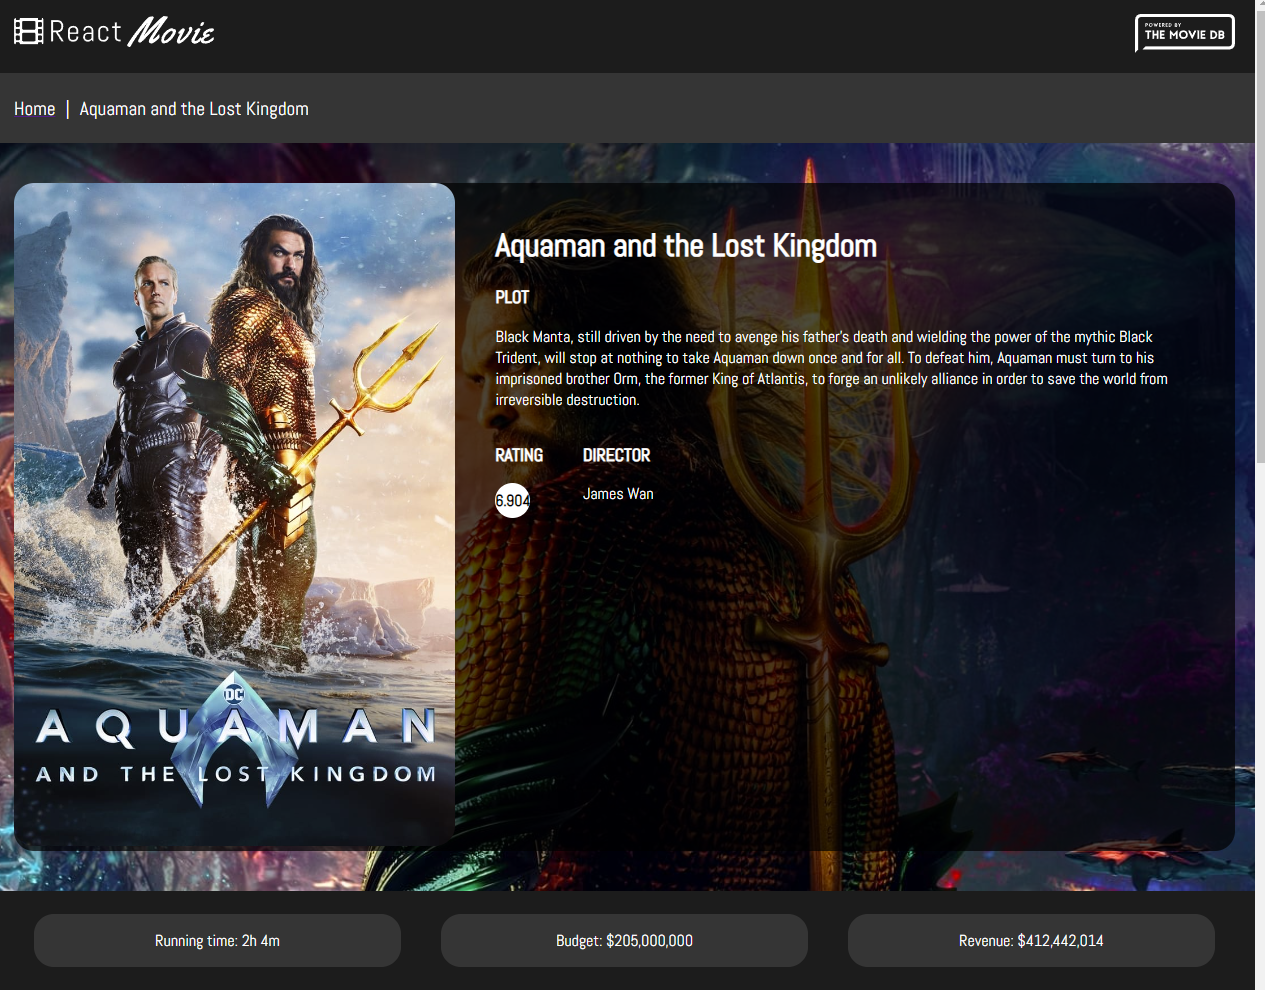 React Movie
POWERED BY
THE MOVIE DB
Home | Aquaman and the Lost Kingdom
DC
AQUAMAN
AND THE LOST KINGDOM
Aquaman and the Lost Kingdom
PLOT
Black Manta, still driven by the need to avenge his father's death and wielding the power of the mythic Black
Trident, will stop at nothing to take Aquaman down once and for all. To defeat him, Aquaman must turn to his
imprisoned brother Orm, the former King of Atlantis, to forge an unlikely alliance in order to save the world from
irreversible destruction.
RATING DIRECTOR
6.904 James Wan
Running time: 2h 4m
Budget: $205,000,000
Revenue: $412,442,014